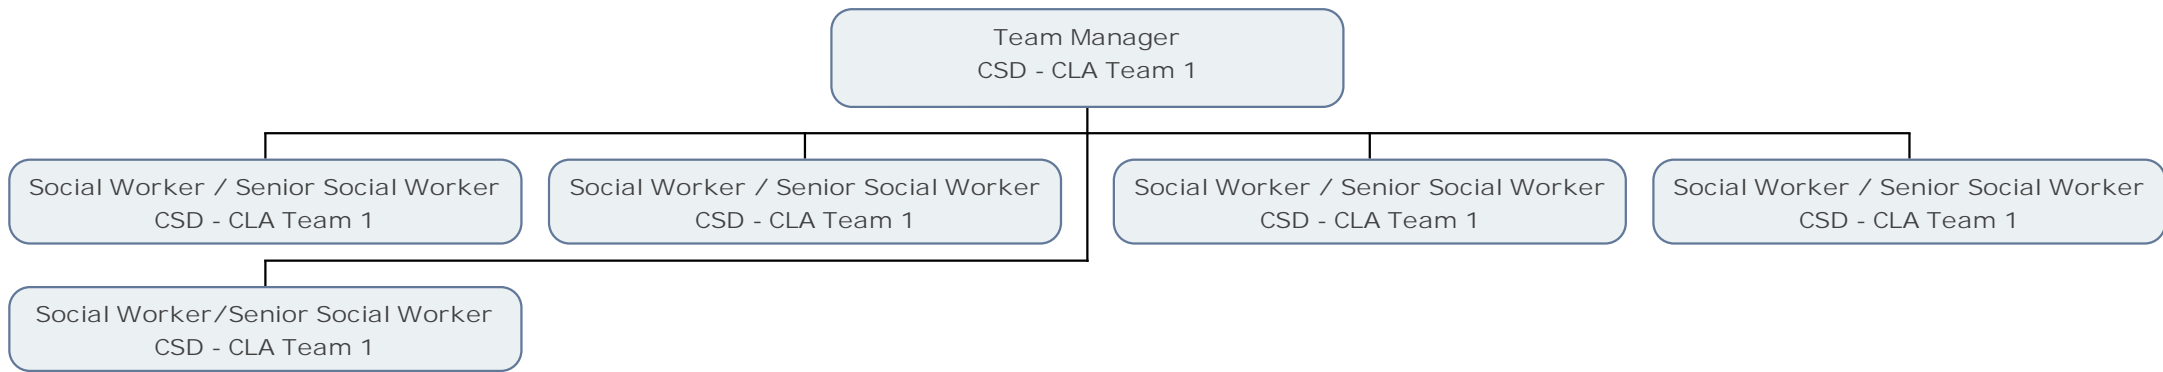 Team Manager
CSD - CLA Team 1
Social Worker / Senior Social Worker
CSD - CLA Team 1
Social Worker / Senior Social Worker
CSD - CLA Team 1
Social Worker / Senior Social Worker
CSD - CLA Team 1
Social Worker / Senior Social Worker
CSD - CLA Team 1
Social Worker/Senior Social Worker
CSD - CLA Team 1